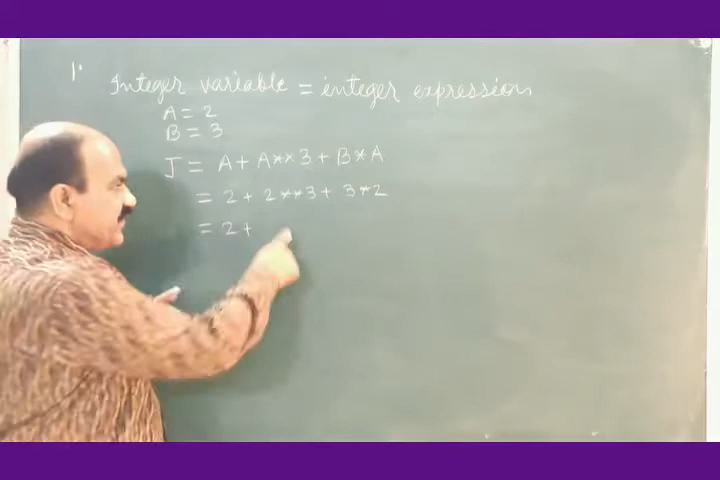 1.
Integer variable = integer expression
A = 2
B = 3
J = A + A**3 + B*A
= 2 + 2**3 + 3*2
= 2 +